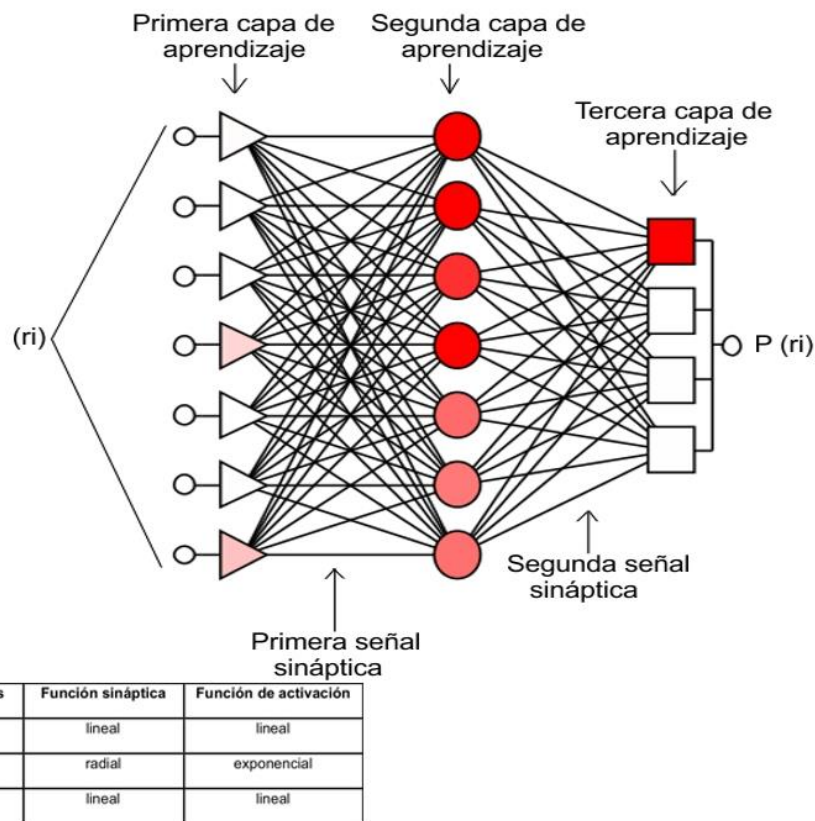 Primera capa de
aprendizaje
Segunda capa de
aprendizaje
Tercera capa de
aprendizaje
(ri)
P (ri)
Segunda señal
sináptica
Primera señal
sináptica
s Función sináptica Función de activación
lineal lineal
radial exponencial
lineal lineal